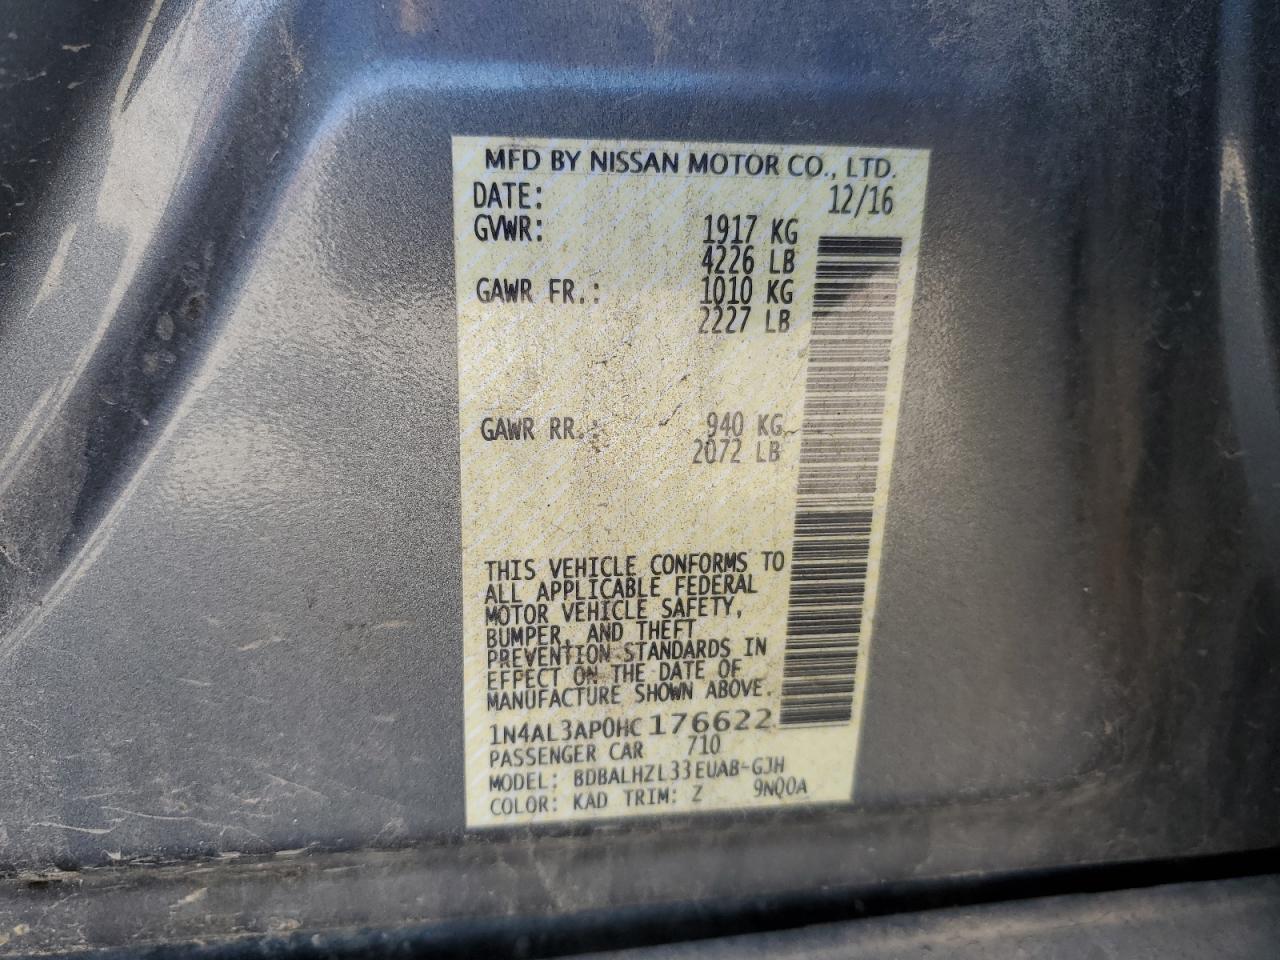 MFD BY NISSAN MOTOR CO., LTD.
DATE: 12/16
GVWR: 1917 KG
4226 LB
GAWR FR.: 1010 KG
2227 LB
GAWR RR.: 940 KG
2072 LB
THIS VEHICLE CONFORMS TO
ALL APPLICABLE FEDERAL
MOTOR VEHICLE SAFETY,
BUMPER, AND THEFT
PREVENTION STANDARDS IN
EFFECT ON THE DATE OF
MANUFACTURE SHOWN ABOVE.
1N4AL3AP0HC176622
PASSENGER CAR 710
MODEL: BDBALHZL33EUAB-GJH
COLOR: KAD TRIM: Z 9NQ0A